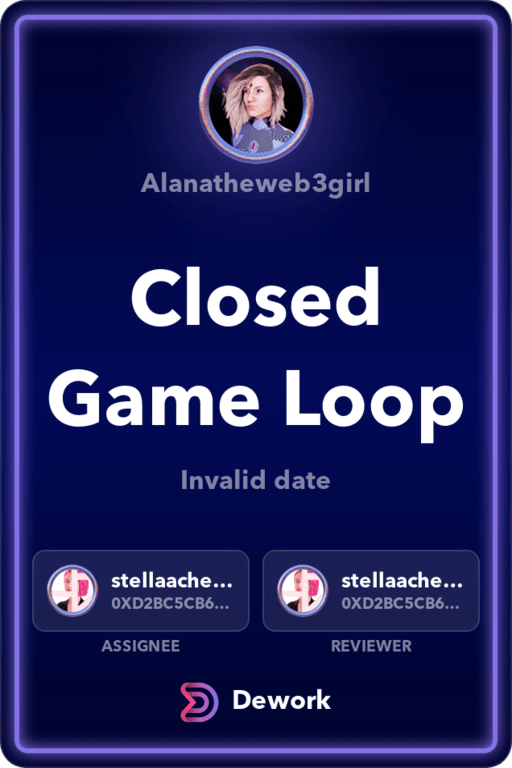 Alanatheweb3girl
Closed
Game Loop
Invalid date
stellaache...
0XD2BC5CB6...
stellaache...
0XD2BC5CB6...
ASSIGNEE
REVIEWER
Dework